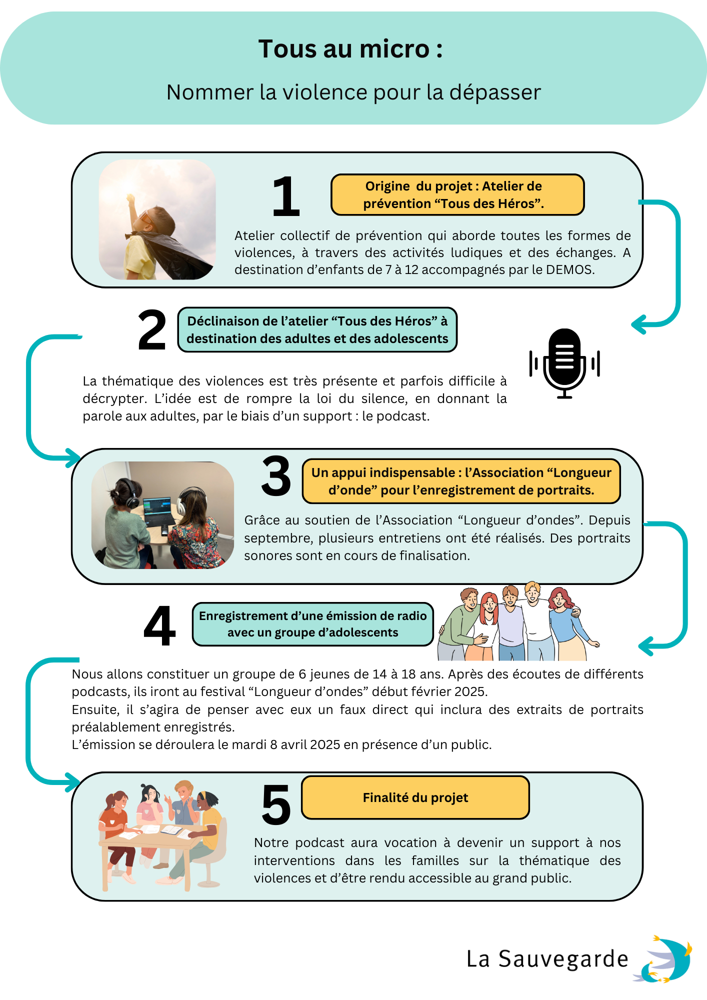 Tous au micro :
Nommer la violence pour la dépasser
1
Origine du projet : Atelier de
prévention “Tous des Héros”.
Atelier collectif de prévention qui aborde toutes les formes de
violences, à travers des activités ludiques et des échanges. A
destination d’enfants de 7 à 12 accompagnés par le DEMOS.
2
Déclinaison de l’atelier “Tous des Héros” à
destination des adultes et des adolescents
La thématique des violences est très présente et parfois difficile à
décrypter. L’idée est de rompre la loi du silence, en donnant la
parole aux adultes, par le biais d’un support : le podcast.
3
Un appui indispensable : l’Association “Longueur
d’onde” pour l’enregistrement de portraits.
Grâce au soutien de l’Association “Longueur d’ondes”. Depuis
septembre, plusieurs entretiens ont été réalisés. Des portraits
sonores sont en cours de finalisation.
4
Enregistrement d’une émission de radio
avec un groupe d’adolescents
Nous allons constituer un groupe de 6 jeunes de 14 à 18 ans. Après des écoutes de différents
podcasts, ils iront au festival “Longueur d’ondes” début février 2025.
Ensuite, il s’agira de penser avec eux un faux direct qui inclura des extraits de portraits
préalablement enregistrés.
L’émission se déroulera le mardi 8 avril 2025 en présence d’un public.
5
Finalité du projet
Notre podcast aura vocation à devenir un support à nos
interventions dans les familles sur la thématique des
violences et d’être rendu accessible au grand public.
La Sauvegarde